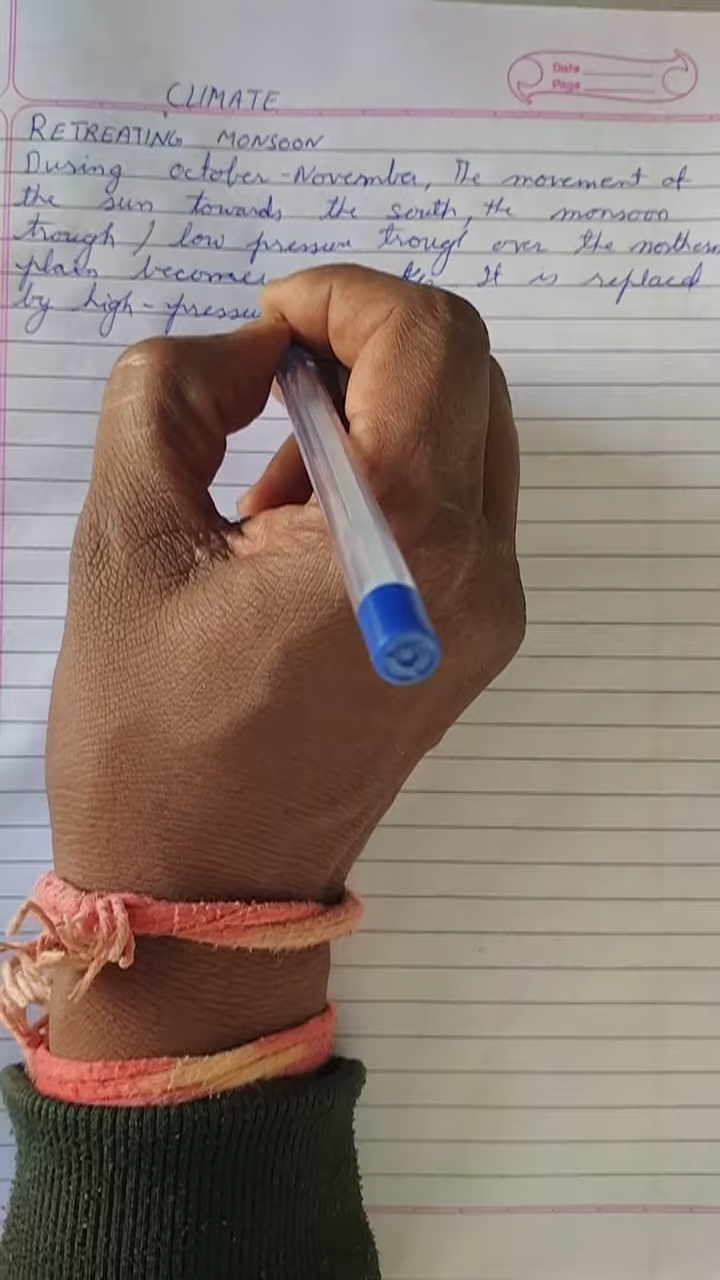 Date
Page
CLIMATE
RETREATING MONSOON
During october-November, The movement of
the sun towards the south, the monsoon
trough / low pressure trough over the northern
plain becomes It is replaced
by high-pressu